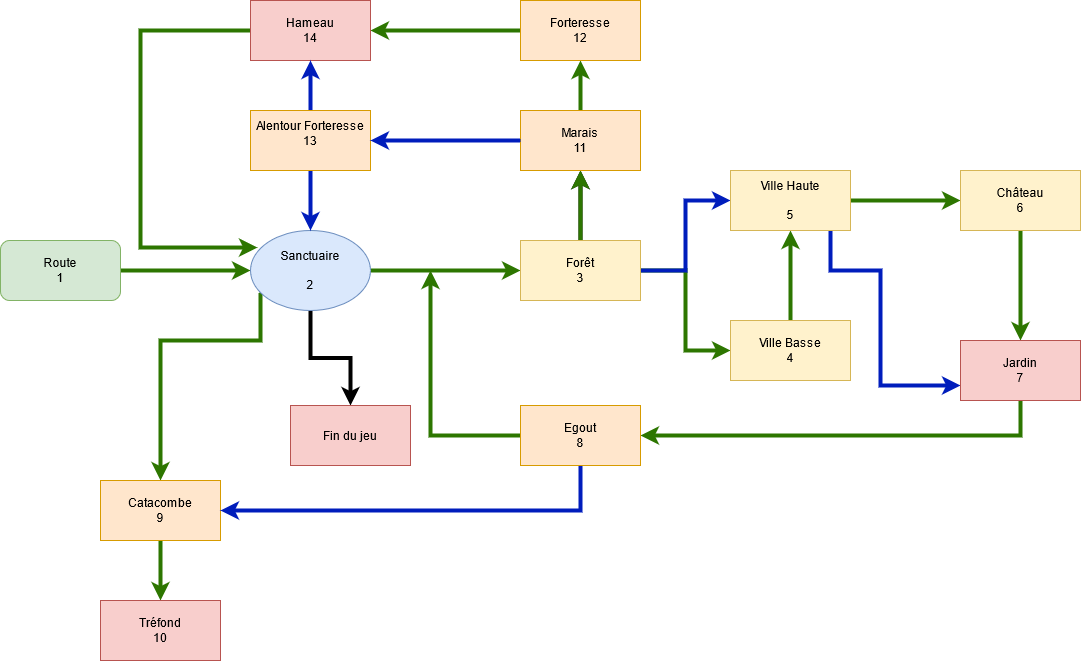 Hameau
14
Forteresse
12
Alentour Forteresse
13
Marais
11
Ville Haute
5
Château
6
Route
1
Sanctuaire
2
Forêt
3
Ville Basse
4
Jardin
7
Fin du jeu
Egout
8
Catacombe
9
Tréfond
10